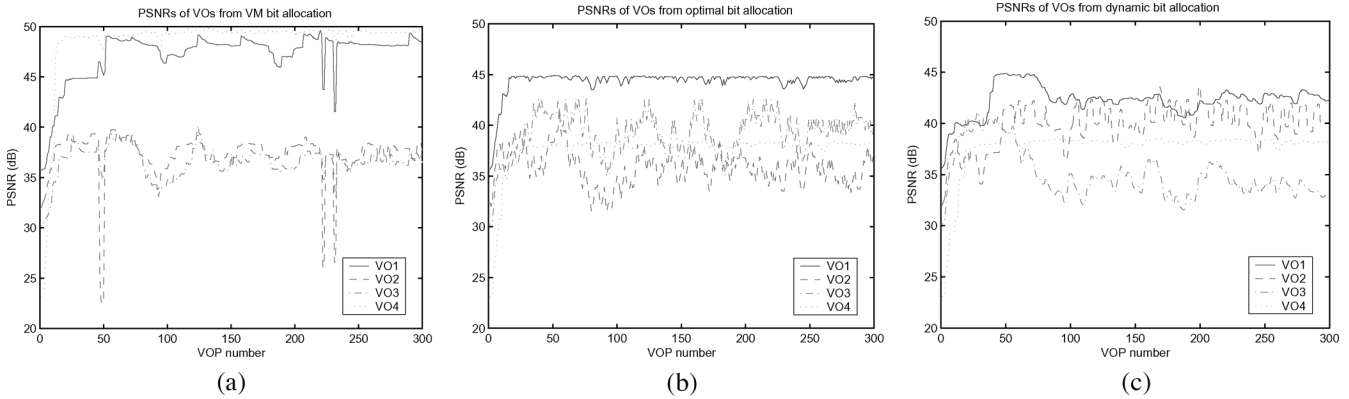 PSNRs of VOs from VM bit allocation
50
45
40
35
30
25
20
PSNR (dB)
VO1
VO2
VO3
VO4
0 50 100 150 200 250 300
VOP number
(a)
PSNRs of VOs from optimal bit allocation
50
45
40
35
30
25
20
PSNR (dB)
VO1
VO2
VO3
VO4
0 50 100 150 200 250 300
VOP number
(b)
PSNRs of VOs from dynamic bit allocation
50
45
40
35
30
25
20
PSNR (dB)
VO1
VO2
VO3
VO4
0 50 100 150 200 250 300
VOP number
(c)